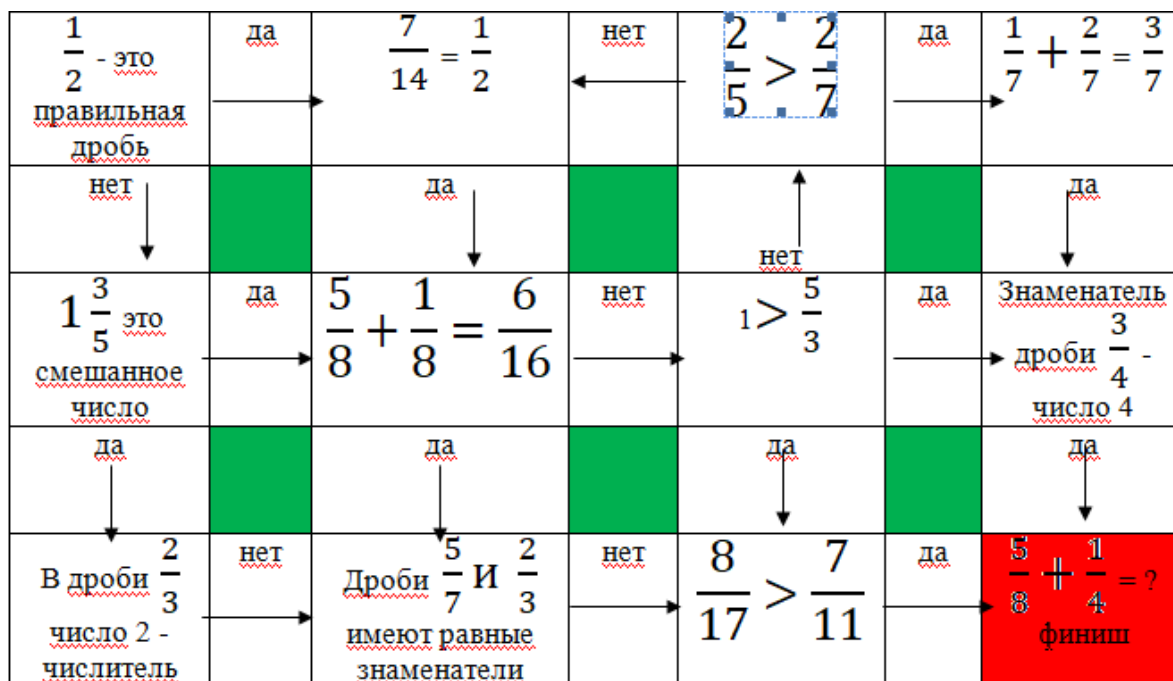 1/2 - это правильная дробь
да
7/14 = 1/2
нет
2/5 > 2/7
да
1/7 + 2/7 = 3/7
нет
да
нет
да
1 3/5 это смешанное число
да
5/8 + 1/8 = 6/16
нет
1 > 5/3
да
Знаменатель дроби 3/4 - число 4
да
да
да
да
В дроби 2/3 число 2 - числитель
нет
Дроби 5/7 и 2/3 имеют равные знаменатели
нет
8/17 > 7/11
да
5/8 + 1/4 = ?
финиш